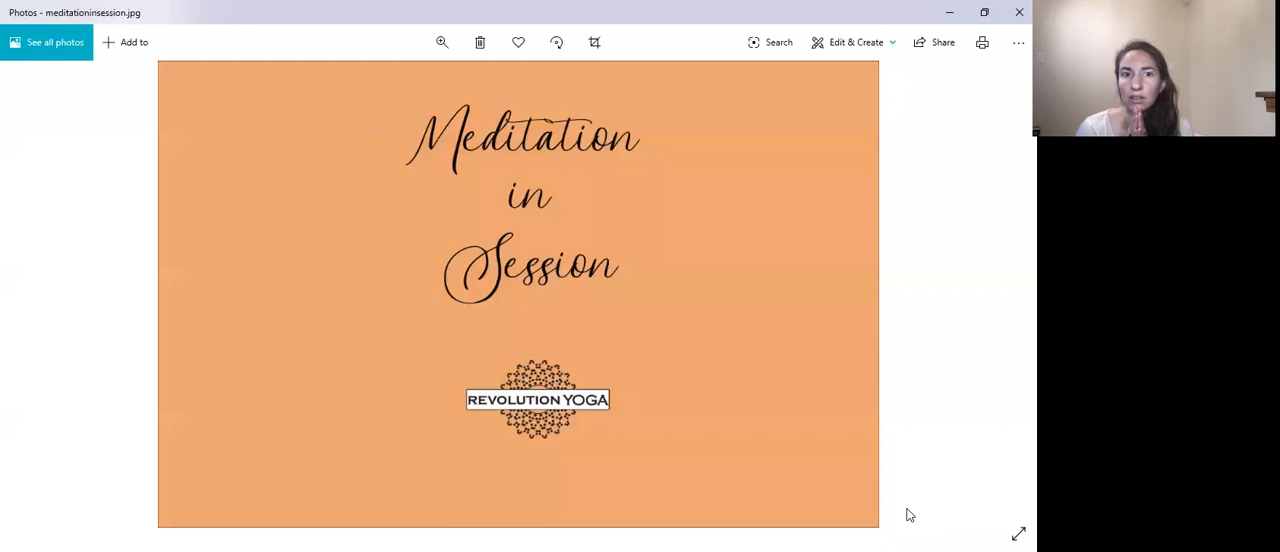 Photos - meditationinsession.jpg
See all photos
Add to
Search
Edit & Create
Share
Meditation
in
Session
REVOLUTION YOGA